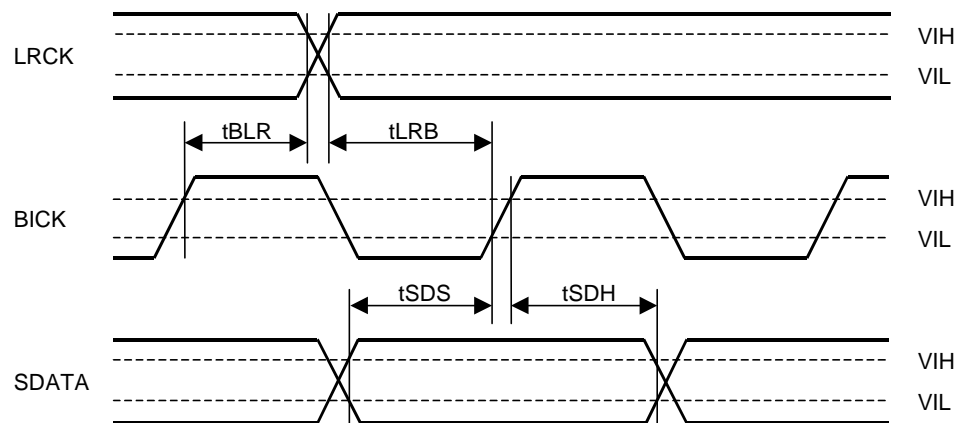 LRCK
VIH
VIL
tBLR
tLRB
BICK
VIH
VIL
tSDS
tSDH
SDATA
VIH
VIL